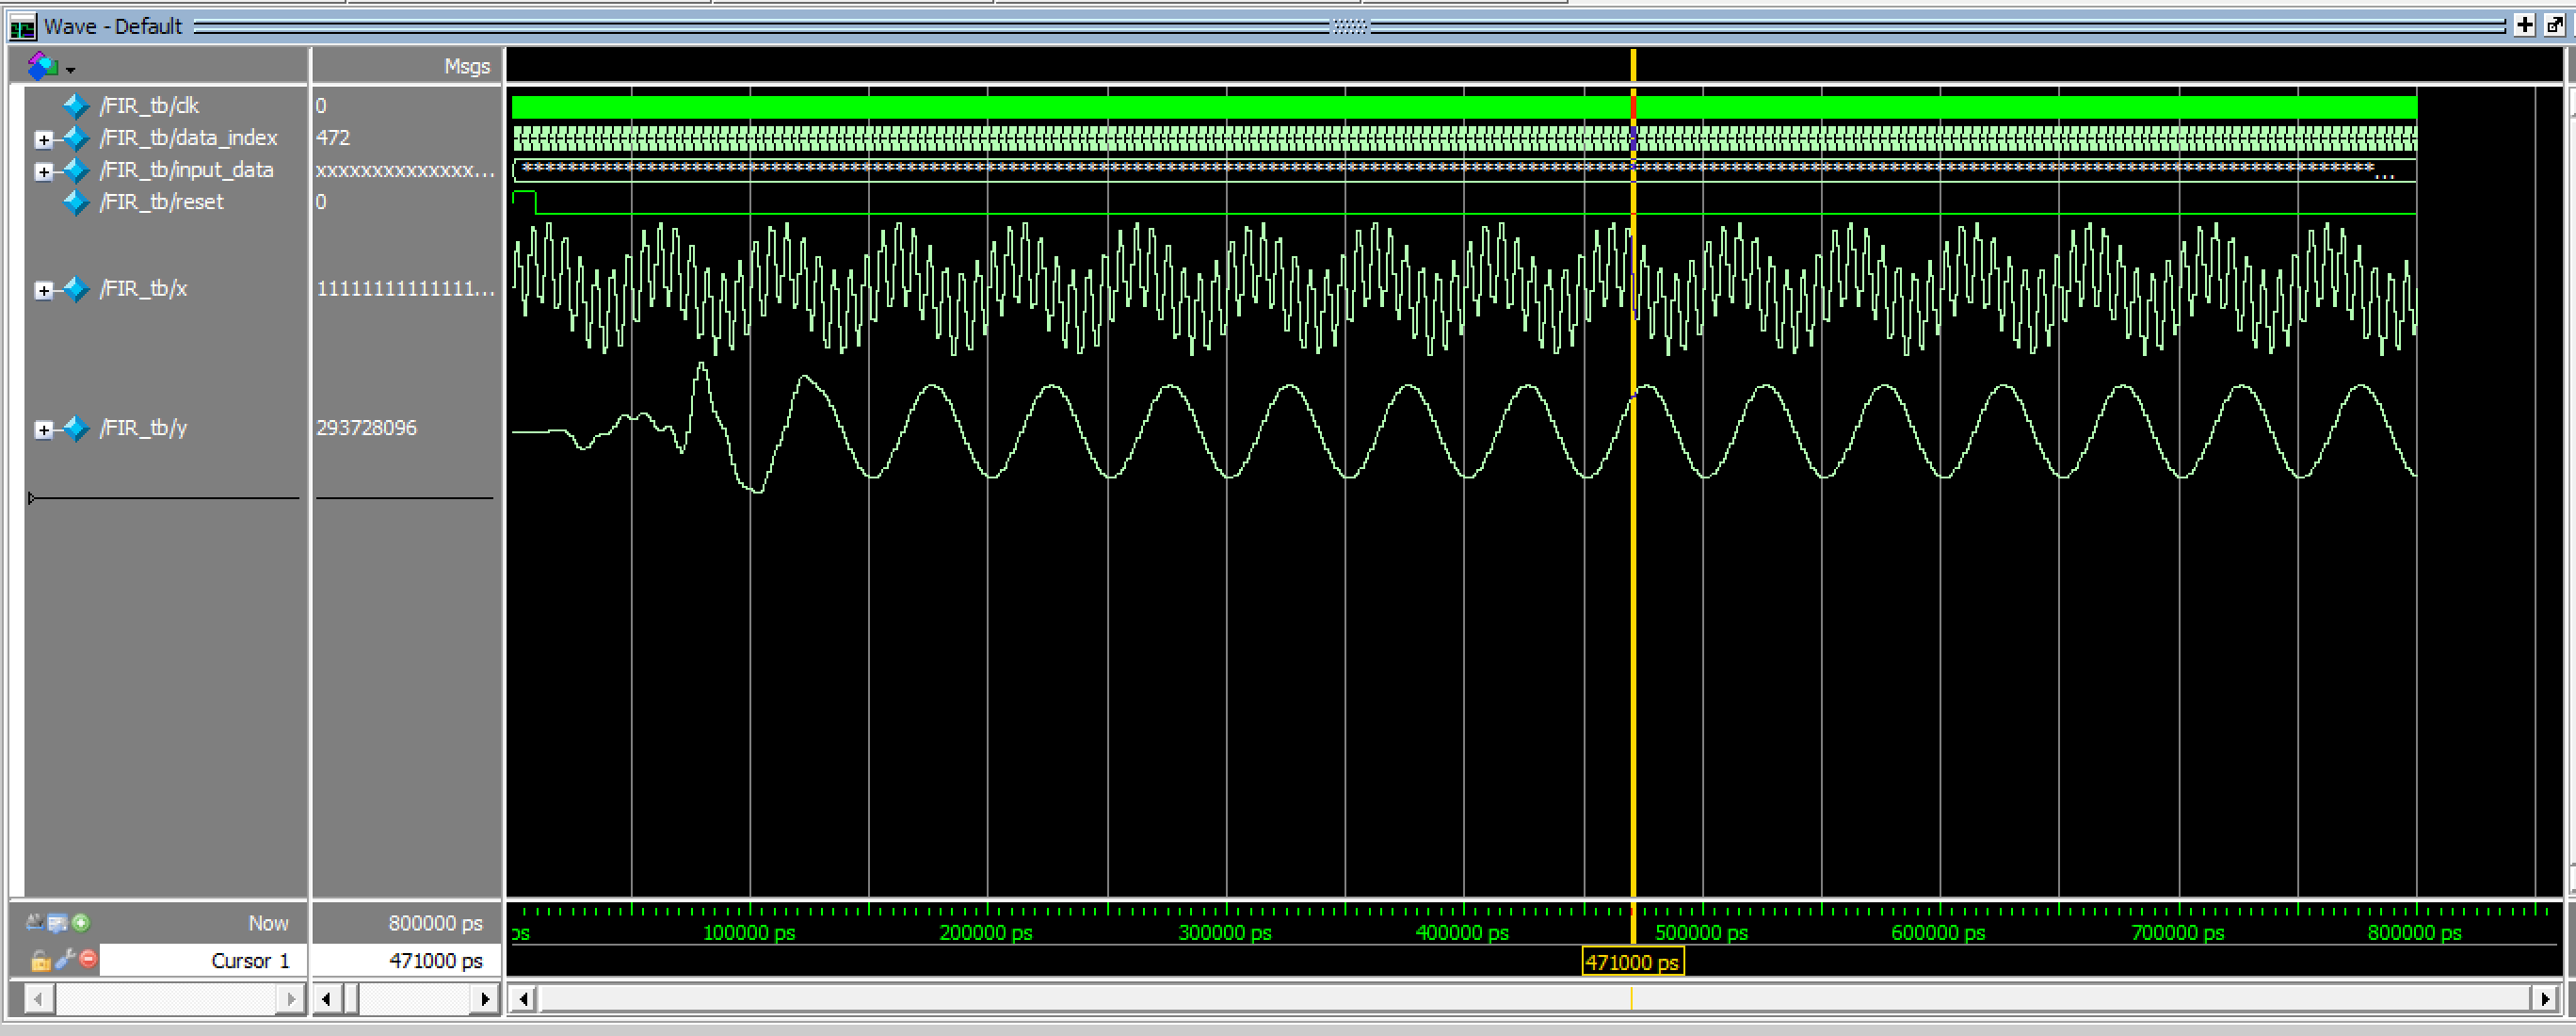 Wave - Default
Msgs
/FIR_tb/clk 0
/FIR_tb/data_index 472
/FIR_tb/input_data xxxxxxxxxxxxxx...
/FIR_tb/reset 0
/FIR_tb/x 11111111111111...
/FIR_tb/y 293728096
Now 800000 ps
ps 100000 ps 200000 ps 300000 ps 400000 ps 500000 ps 600000 ps 700000 ps 800000 ps
Cursor 1 471000 ps
471000 ps